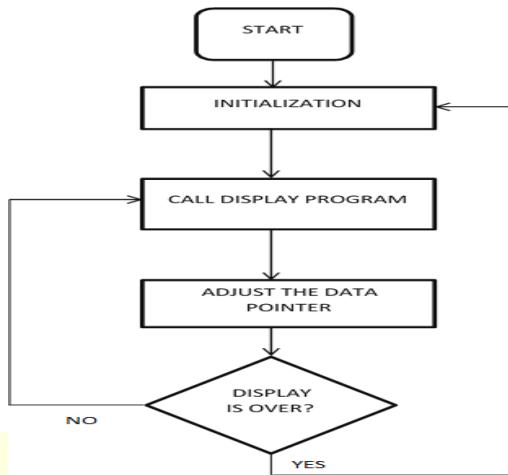 START
INITIALIZATION
CALL DISPLAY PROGRAM
ADJUST THE DATA
POINTER
DISPLAY
IS OVER?
NO
YES